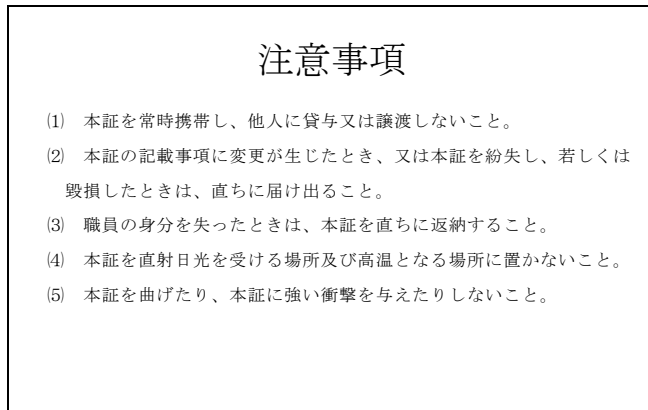 注意事項
⑴　本証を常時携帯し、他人に貸与又は譲渡しないこと。
⑵　本証の記載事項に変更が生じたとき、又は本証を紛失し、若しくは
毀損したときは、直ちに届け出ること。
⑶　職員の身分を失ったときは、本証を直ちに返納すること。
⑷　本証を直射日光を受ける場所及び高温となる場所に置かないこと。
⑸　本証を曲げたり、本証に強い衝撃を与えたりしないこと。